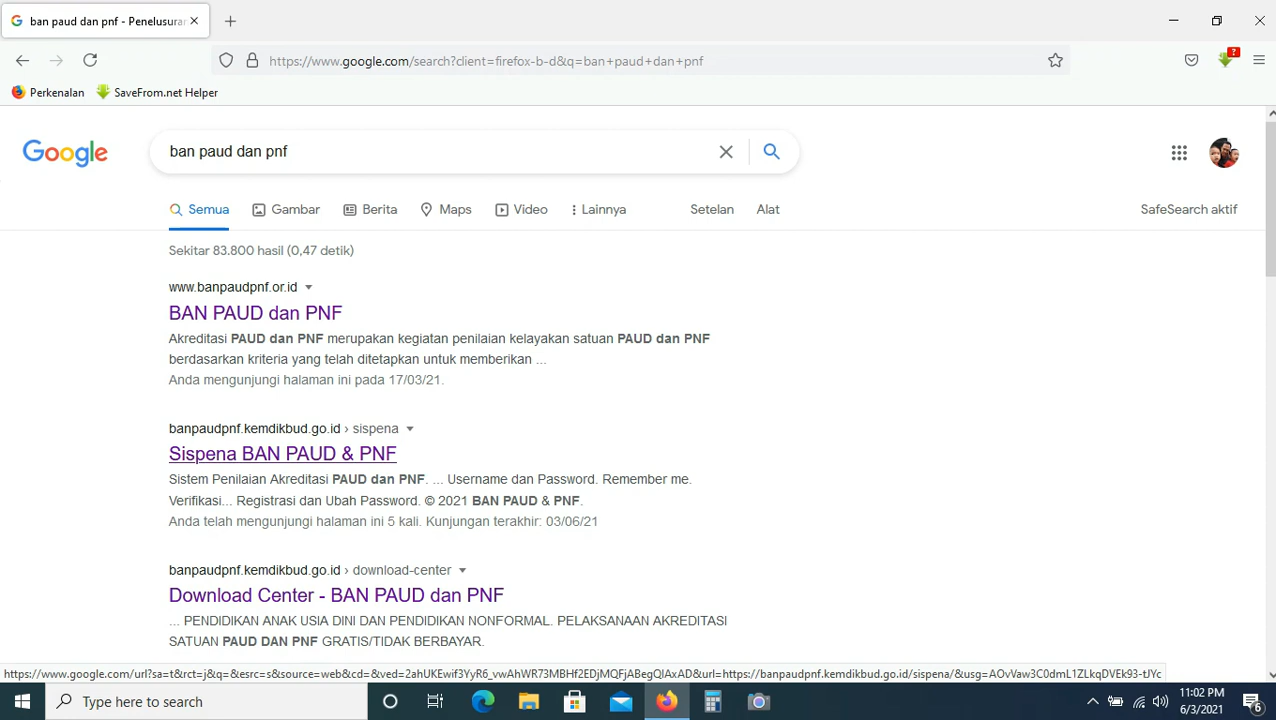 ban paud dan pnf - Penelusuran
https://www.google.com/search?client=firefox-b-d&q=ban+paud+dan+pnf
?
Perkenalan
SaveFrom.net Helper
Google
ban paud dan pnf
Semua
Gambar
Berita
Maps
Video
Lainnya
Setelan
Alat
SafeSearch aktif
Sekitar 83.800 hasil (0,47 detik)
www.banpaudpnf.or.id
BAN PAUD dan PNF
Akreditasi PAUD dan PNF merupakan kegiatan penilaian kelayakan satuan PAUD dan PNF
berdasarkan kriteria yang telah ditetapkan untuk memberikan ...
Anda mengunjungi halaman ini pada 17/03/21.
banpaudpnf.kemdikbud.go.id › sispena
Sispena BAN PAUD & PNF
Sistem Penilaian Akreditasi PAUD dan PNF. ... Username dan Password. Remember me.
Verifikasi... Registrasi dan Ubah Password. © 2021 BAN PAUD & PNF.
Anda telah mengunjungi halaman ini 5 kali. Kunjungan terakhir: 03/06/21
banpaudpnf.kemdikbud.go.id › download-center
Download Center - BAN PAUD dan PNF
... PENDIDIKAN ANAK USIA DINI DAN PENDIDIKAN NONFORMAL. PELAKSANAAN AKREDITASI
SATUAN PAUD DAN PNF GRATIS/TIDAK BERBAYAR.
Type here to search
11:02 PM
6/3/2021
6